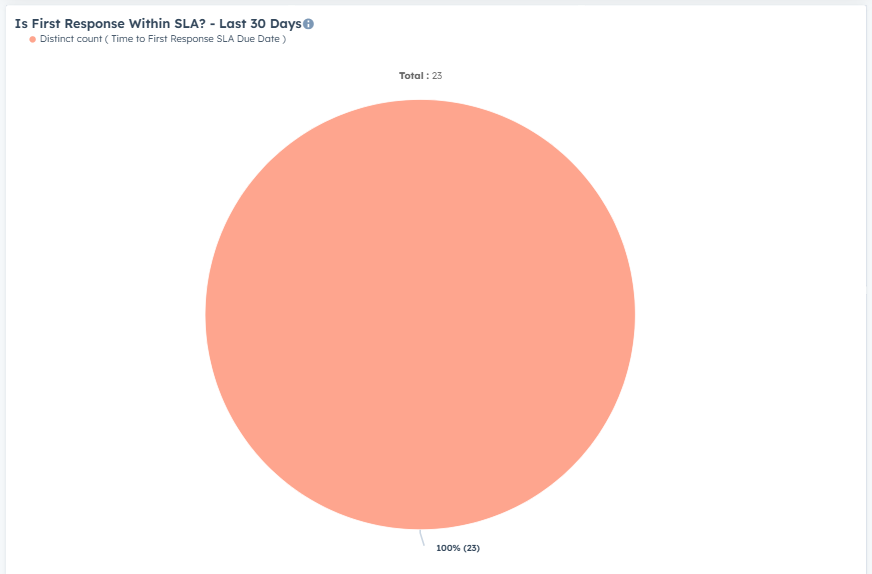 Is First Response Within SLA? - Last 30 Days
Distinct count ( Time to First Response SLA Due Date )
Total : 23
100% (23)